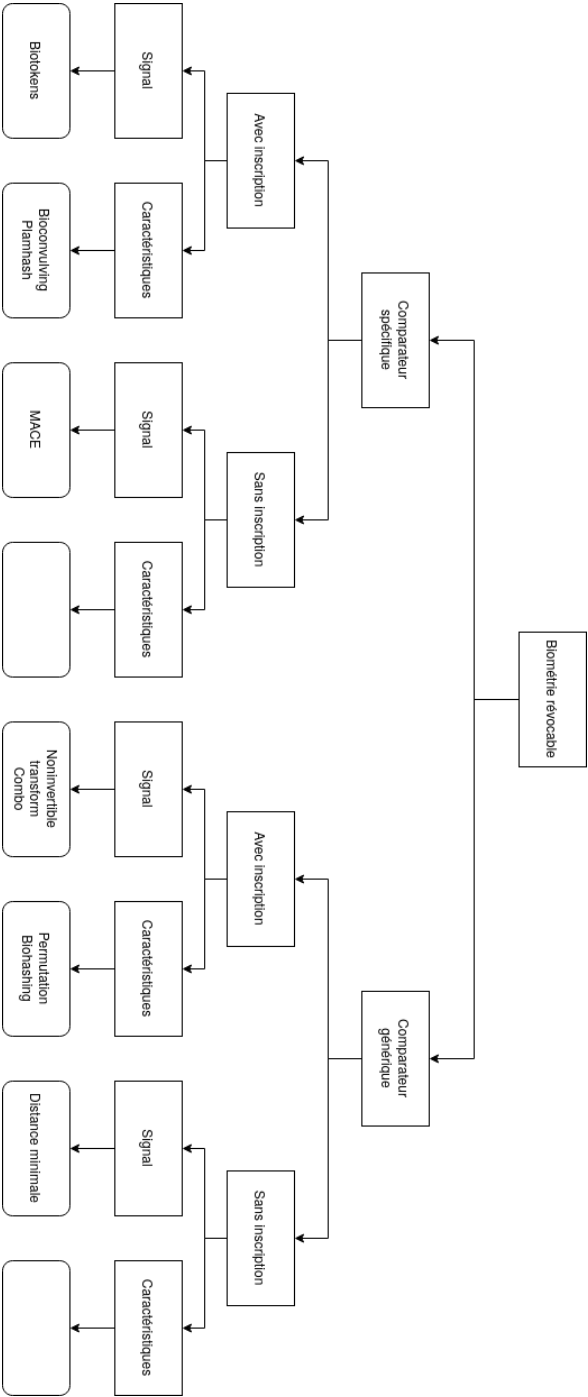 Biométrie révocable
Comparateur
spécifique
Comparateur
générique
Avec inscription
Sans inscription
Avec inscription
Sans inscription
Signal
Caractéristiques
Signal
Caractéristiques
Signal
Caractéristiques
Signal
Caractéristiques
Biotokens
Bioconvulving
Plamhash
MACE
Noninvertible
transform
Combo
Permutation
Biohashing
Distance minimale